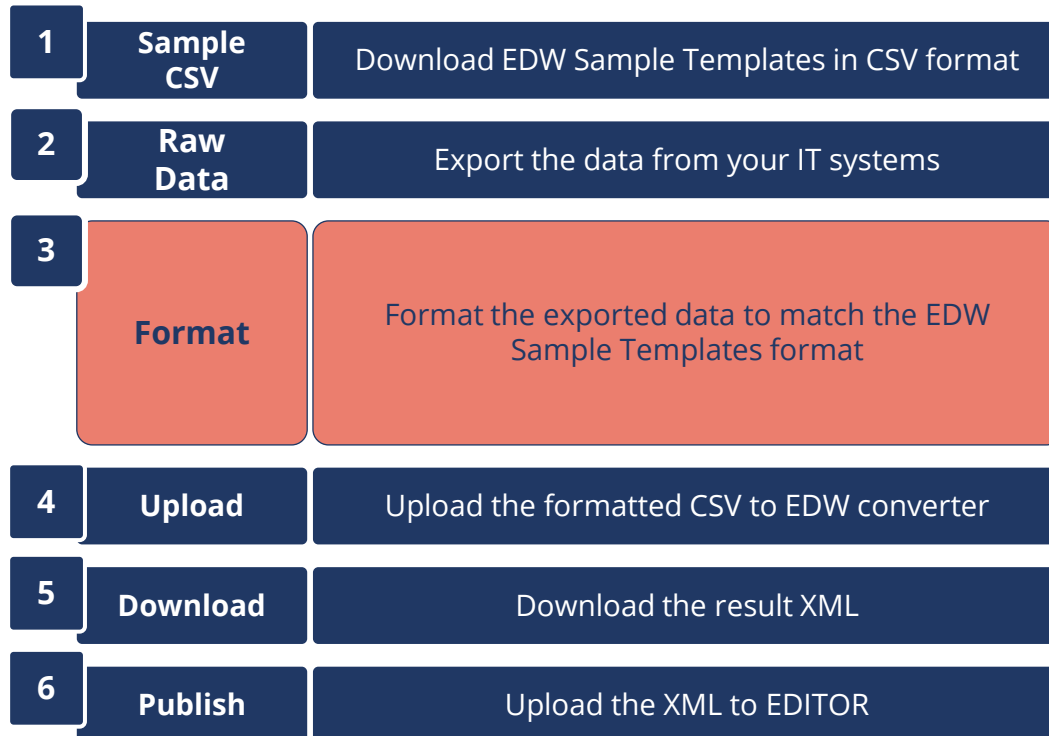 1
Sample
CSV
Download EDW Sample Templates in CSV format
2
Raw
Data
Export the data from your IT systems
3
Format
Format the exported data to match the EDW
Sample Templates format
4
Upload
Upload the formatted CSV to EDW converter
5
Download
Download the result XML
6
Publish
Upload the XML to EDITOR